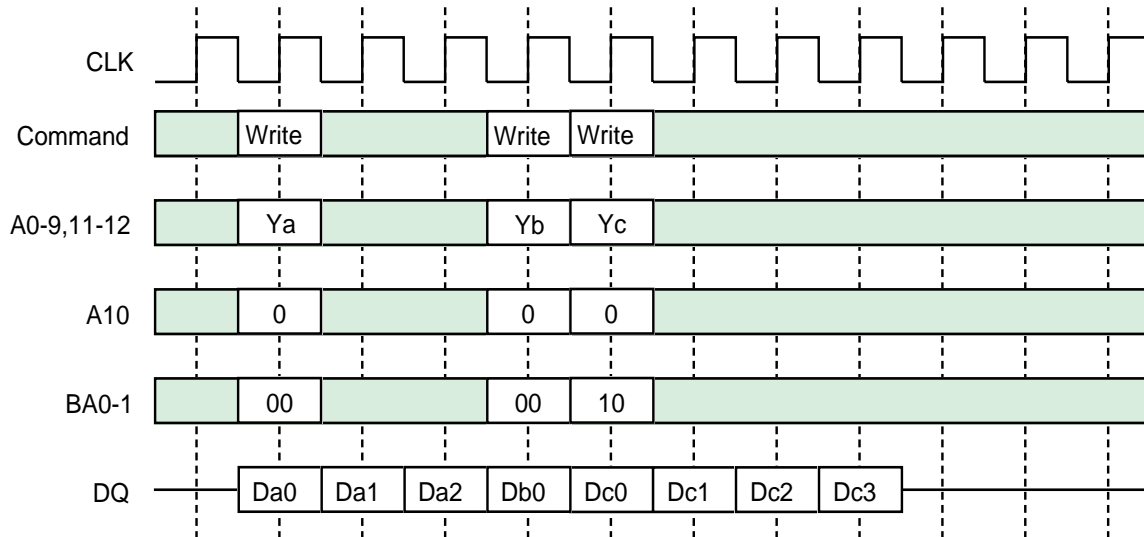 CLK
Command Write Write Write
A0-9,11-12 Ya Yb Yc
A10 0 0 0
BA0-1 00 00 10
DQ Da0 Da1 Da2 Db0 Dc0 Dc1 Dc2 Dc3